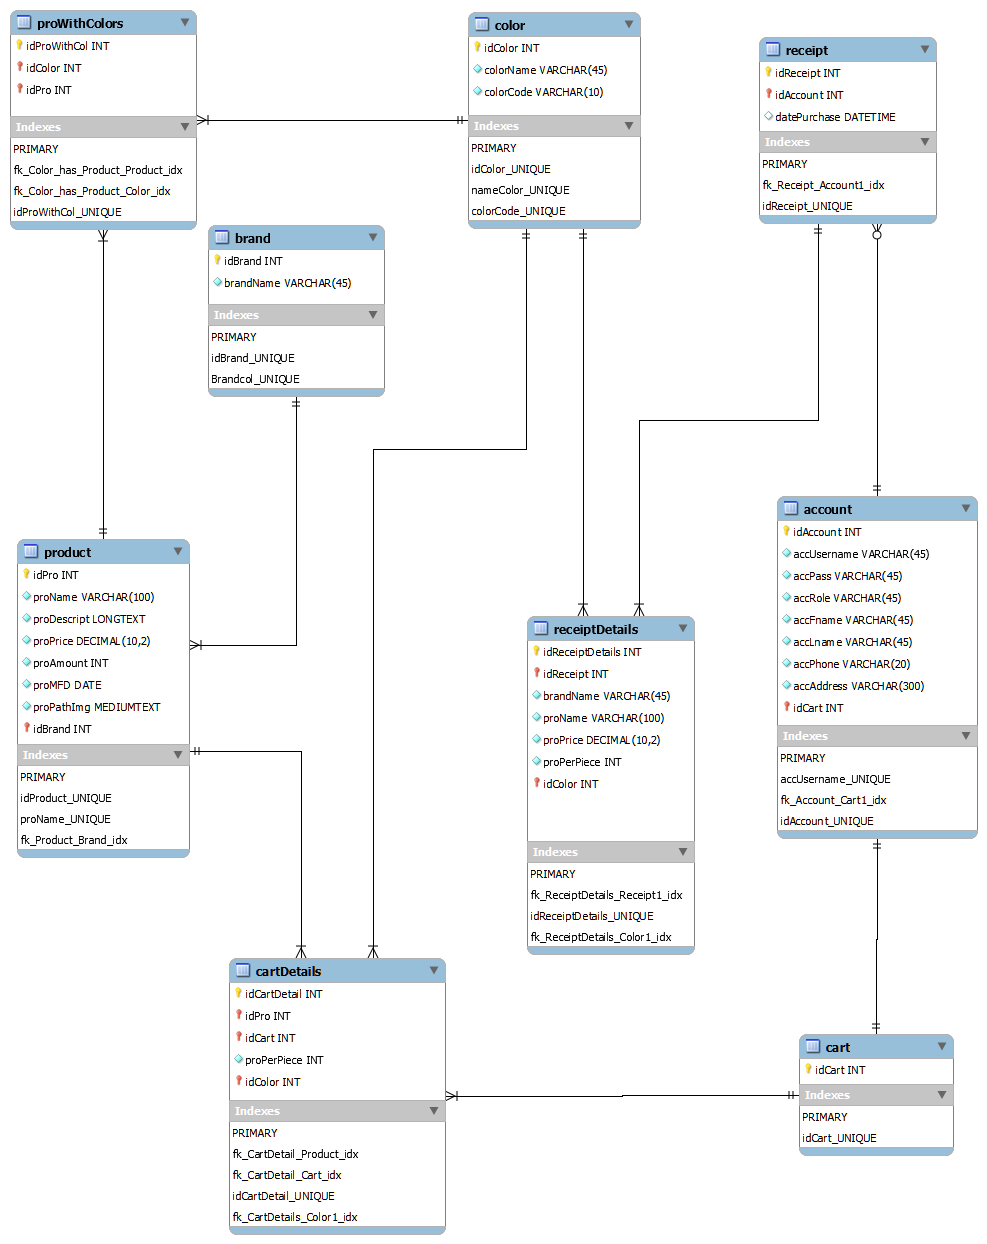 proWithColors
idProWithCol INT
idColor INT
idPro INT
Indexes
PRIMARY
fk_Color_has_Product_Product_idx
fk_Color_has_Product_Color_idx
idProWithCol_UNIQUE
color
idColor INT
colorName VARCHAR(45)
colorCode VARCHAR(10)
Indexes
PRIMARY
idColor_UNIQUE
nameColor_UNIQUE
colorCode_UNIQUE
receipt
idReceipt INT
idAccount INT
datePurchase DATETIME
Indexes
PRIMARY
fk_Receipt_Account1_idx
idReceipt_UNIQUE
brand
idBrand INT
brandName VARCHAR(45)
Indexes
PRIMARY
idBrand_UNIQUE
Brandcol_UNIQUE
product
idPro INT
proName VARCHAR(100)
proDescript LONGTEXT
proPrice DECIMAL(10,2)
proAmount INT
proMFD DATE
proPathImg MEDIUMTEXT
idBrand INT
Indexes
PRIMARY
idProduct_UNIQUE
proName_UNIQUE
fk_Product_Brand_idx
receiptDetails
idReceiptDetails INT
idReceipt INT
brandName VARCHAR(45)
proName VARCHAR(100)
proPrice DECIMAL(10,2)
proPerPiece INT
idColor INT
Indexes
PRIMARY
fk_ReceiptDetails_Receipt1_idx
idReceiptDetails_UNIQUE
fk_ReceiptDetails_Color1_idx
account
idAccount INT
accUsername VARCHAR(45)
accPass VARCHAR(45)
accRole VARCHAR(45)
accFname VARCHAR(45)
accLname VARCHAR(45)
accPhone VARCHAR(20)
accAddress VARCHAR(300)
idCart INT
Indexes
PRIMARY
accUsername_UNIQUE
fk_Account_Cart1_idx
idAccount_UNIQUE
cartDetails
idCartDetail INT
idPro INT
idCart INT
proPerPiece INT
idColor INT
Indexes
PRIMARY
fk_CartDetail_Product_idx
fk_CartDetail_Cart_idx
idCartDetail_UNIQUE
fk_CartDetails_Color1_idx
cart
idCart INT
Indexes
PRIMARY
idCart_UNIQUE